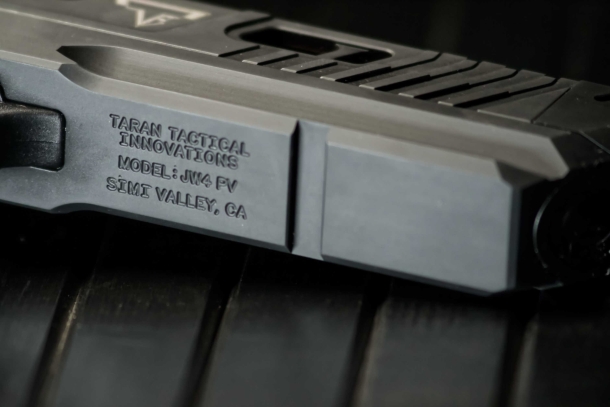 TARAN TACTICAL
INNOVATIONS
MODEL:JW4 PV
SIMI VALLEY, CA